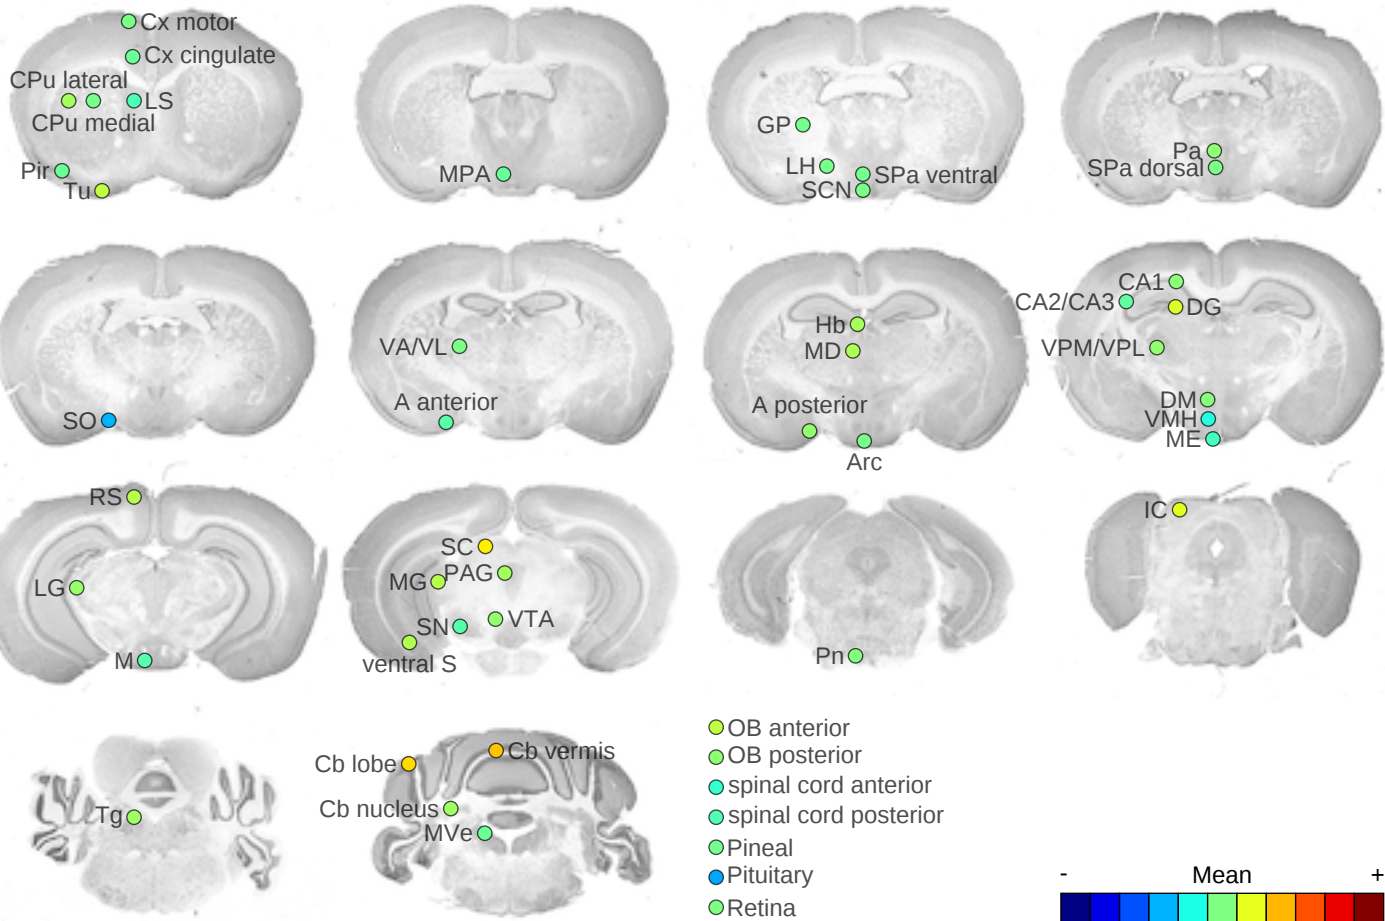 Cx motor
Cx cingulate
CPu lateral
LS
CPu medial
Pir
Tu
MPA
GP
LH
SPa ventral
SCN
Pa
SPa dorsal
SO
VA/VL
A anterior
Hb
MD
A posterior
Arc
CA1
CA2/CA3
DG
VPM/VPL
DM
VMH
ME
RS
LG
M
SC
MG
PAG
SN
VTA
ventral S
Pn
IC
Tg
Cb lobe
Cb vermis
Cb nucleus
MVe
OB anterior
OB posterior
spinal cord anterior
spinal cord posterior
Pineal
Pituitary
Retina
- Mean +